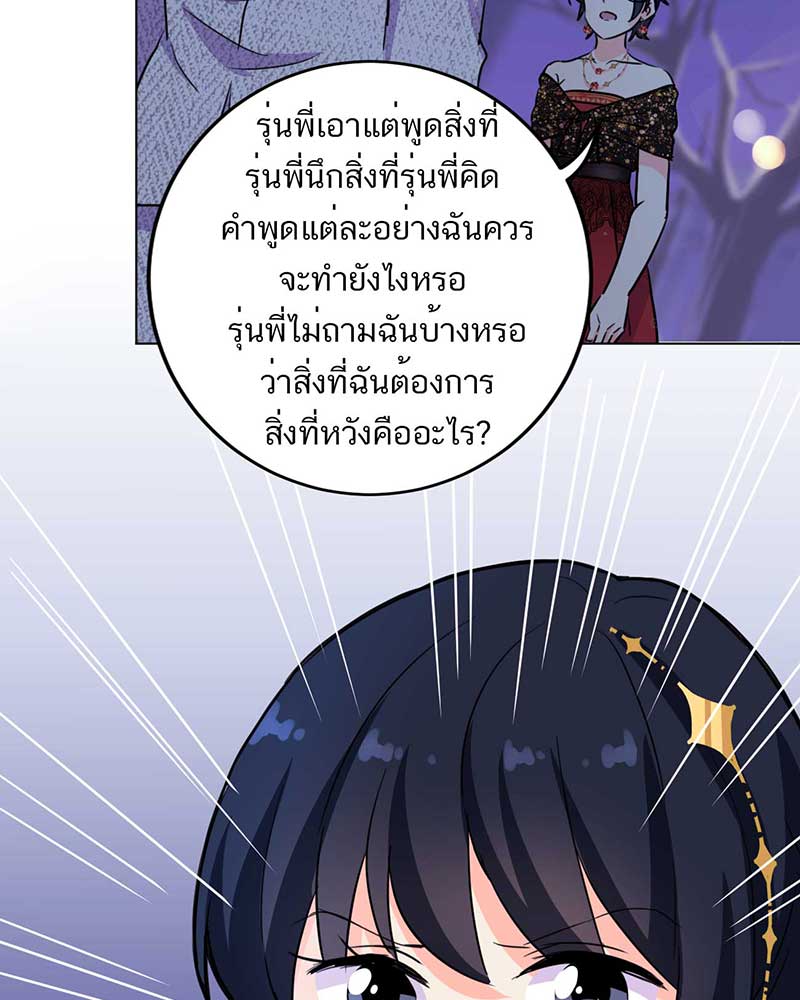 รุ่นพี่เอาแต่พูดสิ่งที่
รุ่นพี่นึกสิ่งที่รุ่นพี่คิด
คำพูดแต่ละอย่างฉันควร
จะทำยังไงหรอ
รุ่นพี่ไม่ถามฉันบ้างหรอ
ว่าสิ่งที่ฉันต้องการ
สิ่งที่หวังคืออะไร?